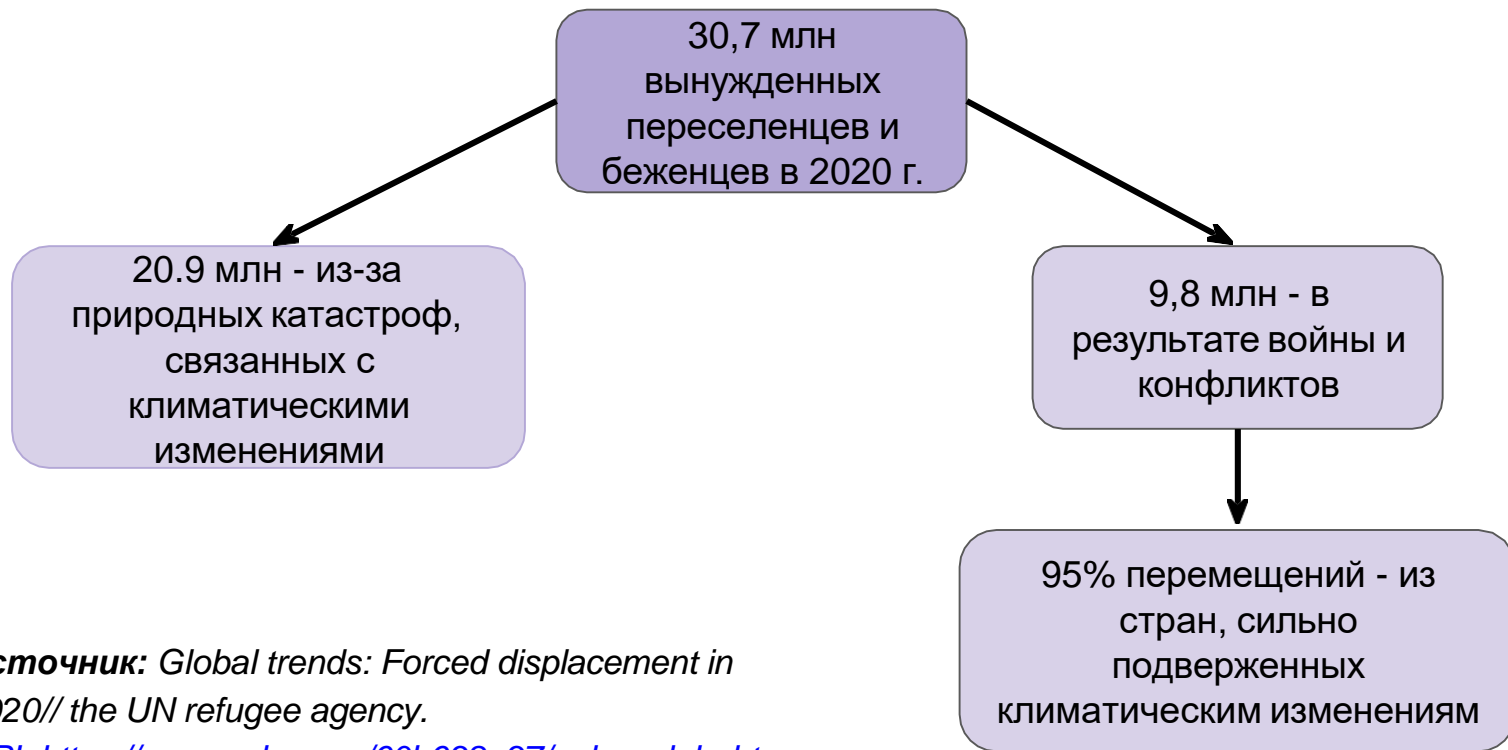 30,7 млн
вынужденных
переселенцев и
беженцев в 2020 г.
20.9 млн - из-за
природных катастроф,
связанных с
климатическими
изменениями
9,8 млн - в
результате войны и
конфликтов
95% перемещений - из
стран, сильно
подверженных
климатическим изменениям
сточник: Global trends: Forced displacement in
20// the UN refugee agency.